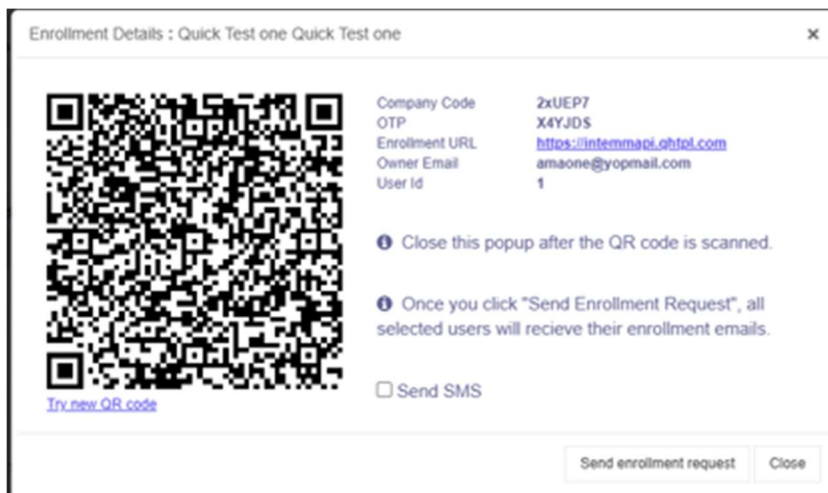 Enrollment Details : Quick Test one Quick Test one x
Company Code 2xUEP7
OTP X4YJDS
Enrollment URL https://intemmapi.qhtpl.com
Owner Email amaone@yopmail.com
User Id 1
Close this popup after the QR code is scanned.
Once you click "Send Enrollment Request", all
selected users will recieve their enrollment emails.
Try new QR code
Send SMS
Send enrollment request Close